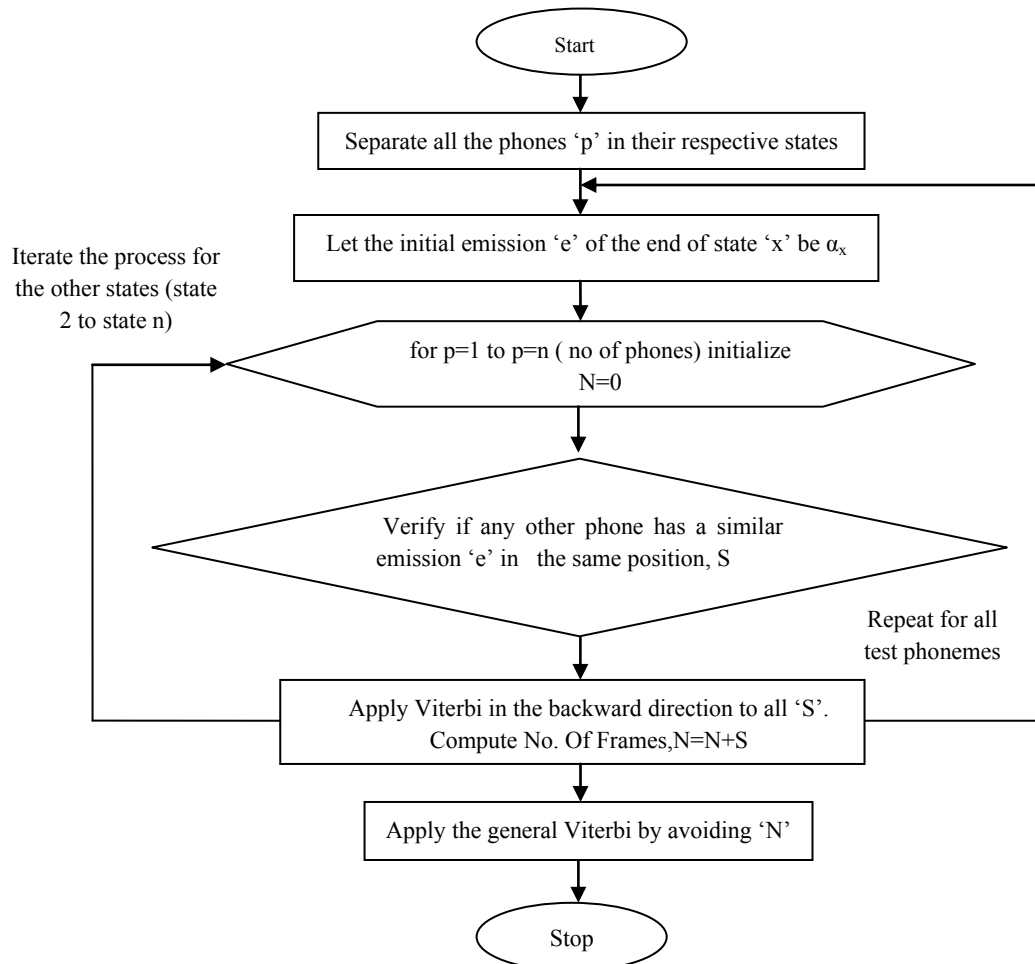 Start
Separate all the phones ‘p’ in their respective states
Let the initial emission ‘e’ of the end of state ‘x’ be αₓ
Iterate the process for
the other states (state
2 to state n)
for p=1 to p=n ( no of phones) initialize
N=0
Verify if any other phone has a similar
emission ‘e’ in the same position, S
Repeat for all
test phonemes
Apply Viterbi in the backward direction to all ‘S’.
Compute No. Of Frames,N=N+S
Apply the general Viterbi by avoiding ‘N’
Stop